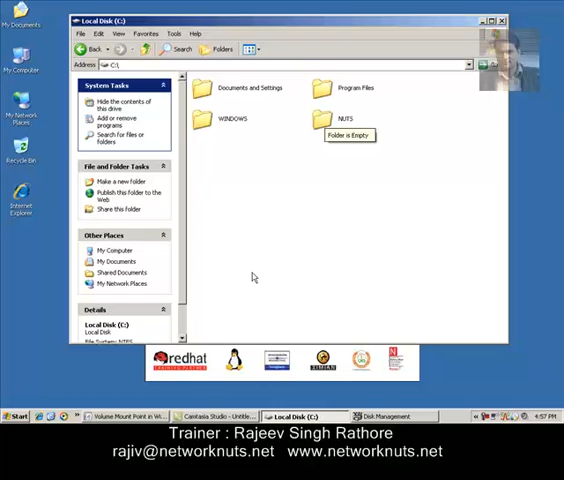 My Documents
My Computer
My Network
Places
Recycle Bin
Internet
Explorer
Local Disk (C:)
File Edit View Favorites Tools Help
Back Search Folders
Address C:\
System Tasks
Hide the contents of
this drive
Add or remove
programs
Search for files or
folders
File and Folder Tasks
Make a new folder
Publish this folder to the
Web
Share this folder
Other Places
My Computer
My Documents
Shared Documents
My Network Places
Details
Local Disk (C:)
Local Disk
File System: NTFS
Documents and Settings
Program Files
WINDOWS
NUTS
Folder is Empty
redhat
XIMIAN
Start Volume Mount Point in Wi... Camtasia Studio - Untitle... Local Disk (C:) Disk Management 4:57 PM
Trainer : Rajeev Singh Rathore
rajiv@networknuts.net www.networknuts.net